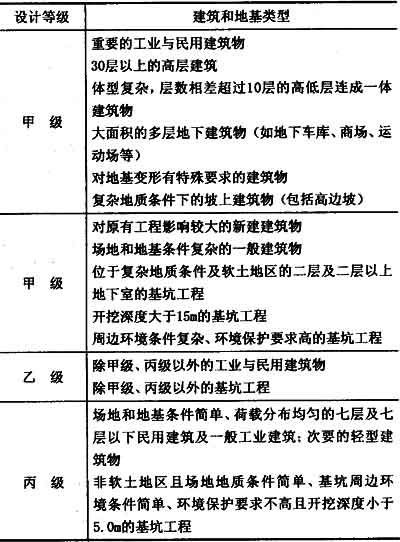 设计等级 建筑和地基类型
甲 级
重要的工业与民用建筑物
30层以上的高层建筑
体型复杂,层数相差超过10层的高低层连成一体
建筑物
大面积的多层地下建筑物(如地下车库、商场、运
动场等)
对地基变形有特殊要求的建筑物
复杂地质条件下的坡上建筑物(包括高边坡)
甲 级
对原有工程影响较大的新建建筑物
场地和地基条件复杂的一般建筑物
位于复杂地质条件及软土地区的二层及二层以上
地下室的基坑工程
开挖深度大于15m的基坑工程
周边环境条件复杂、环境保护要求高的基坑工程
乙 级
除甲级、丙级以外的工业与民用建筑物
除甲级、丙级以外的基坑工程
丙 级
场地和地基条件简单、荷载分布均匀的七层及七
层以下民用建筑及一般工业建筑;次要的轻型建
筑物
非软土地区且场地地质条件简单、基坑周边环
境条件简单、环境保护要求不高且开挖深度小于
5.0m的基坑工程